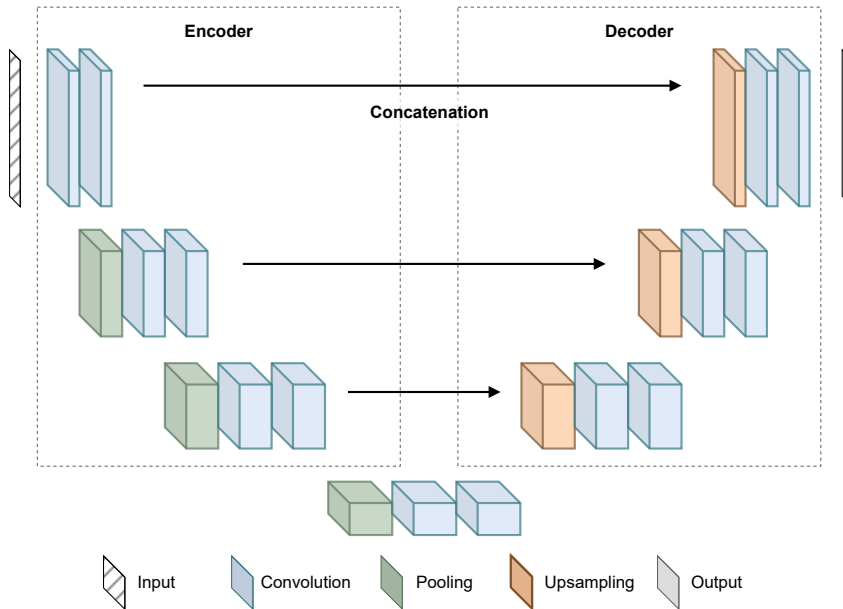 Encoder
Decoder
Concatenation
Input
Convolution
Pooling
Upsampling
Output